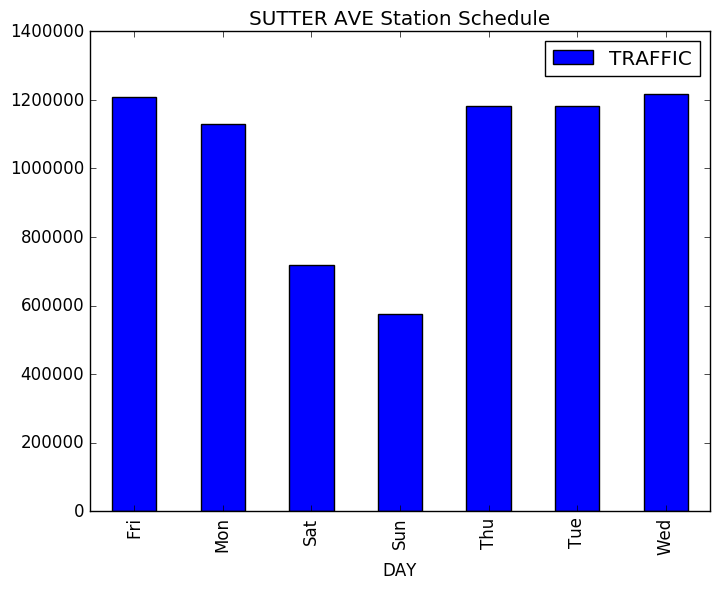 SUTTER AVE Station Schedule
TRAFFIC
1400000
1200000
1000000
800000
600000
400000
200000
0
Fri
Mon
Sat
Sun
Thu
Tue
Wed
DAY